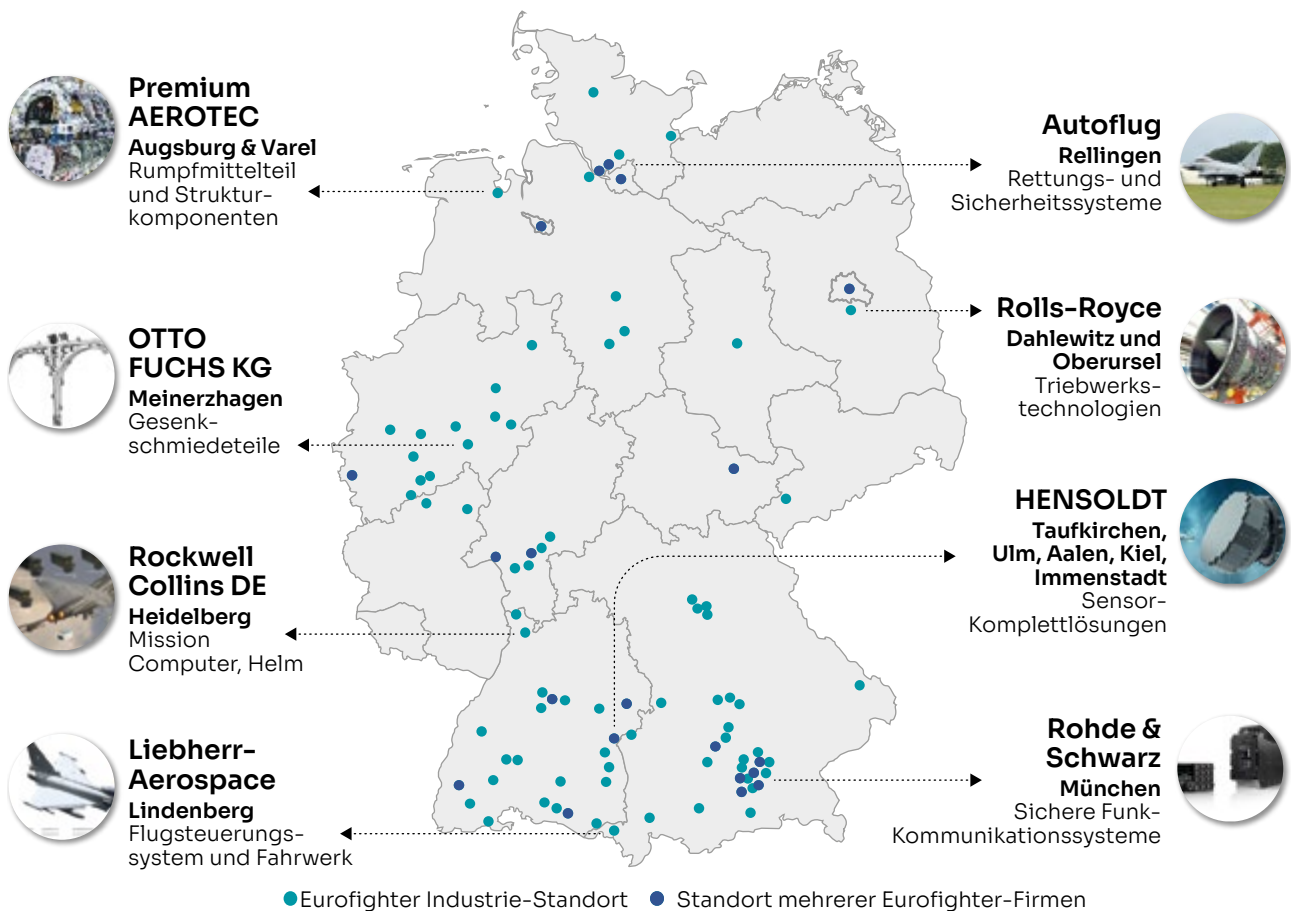 Premium
AEROTEC
Augsburg & Varel
Rumpfmittelteil
und Struktur-
komponenten
OTTO
FUCHS KG
Meinerzhagen
Gesenk-
schmiedeteile
Rockwell
Collins DE
Heidelberg
Mission
Computer, Helm
Liebherr-
Aerospace
Lindenberg
Flugsteuerungs-
system und Fahrwerk
Autoflug
Rellingen
Rettungs- und
Sicherheitssysteme
Rolls-Royce
Dahlewitz und
Oberursel
Triebwerks-
technologien
HENSOLDT
Taufkirchen,
Ulm, Aalen, Kiel,
Immenstadt
Sensor-
Komplettlösungen
Rohde &
Schwarz
München
Sichere Funk-
Kommunikationssysteme
Eurofighter Industrie-Standort
Standort mehrerer Eurofighter-Firmen